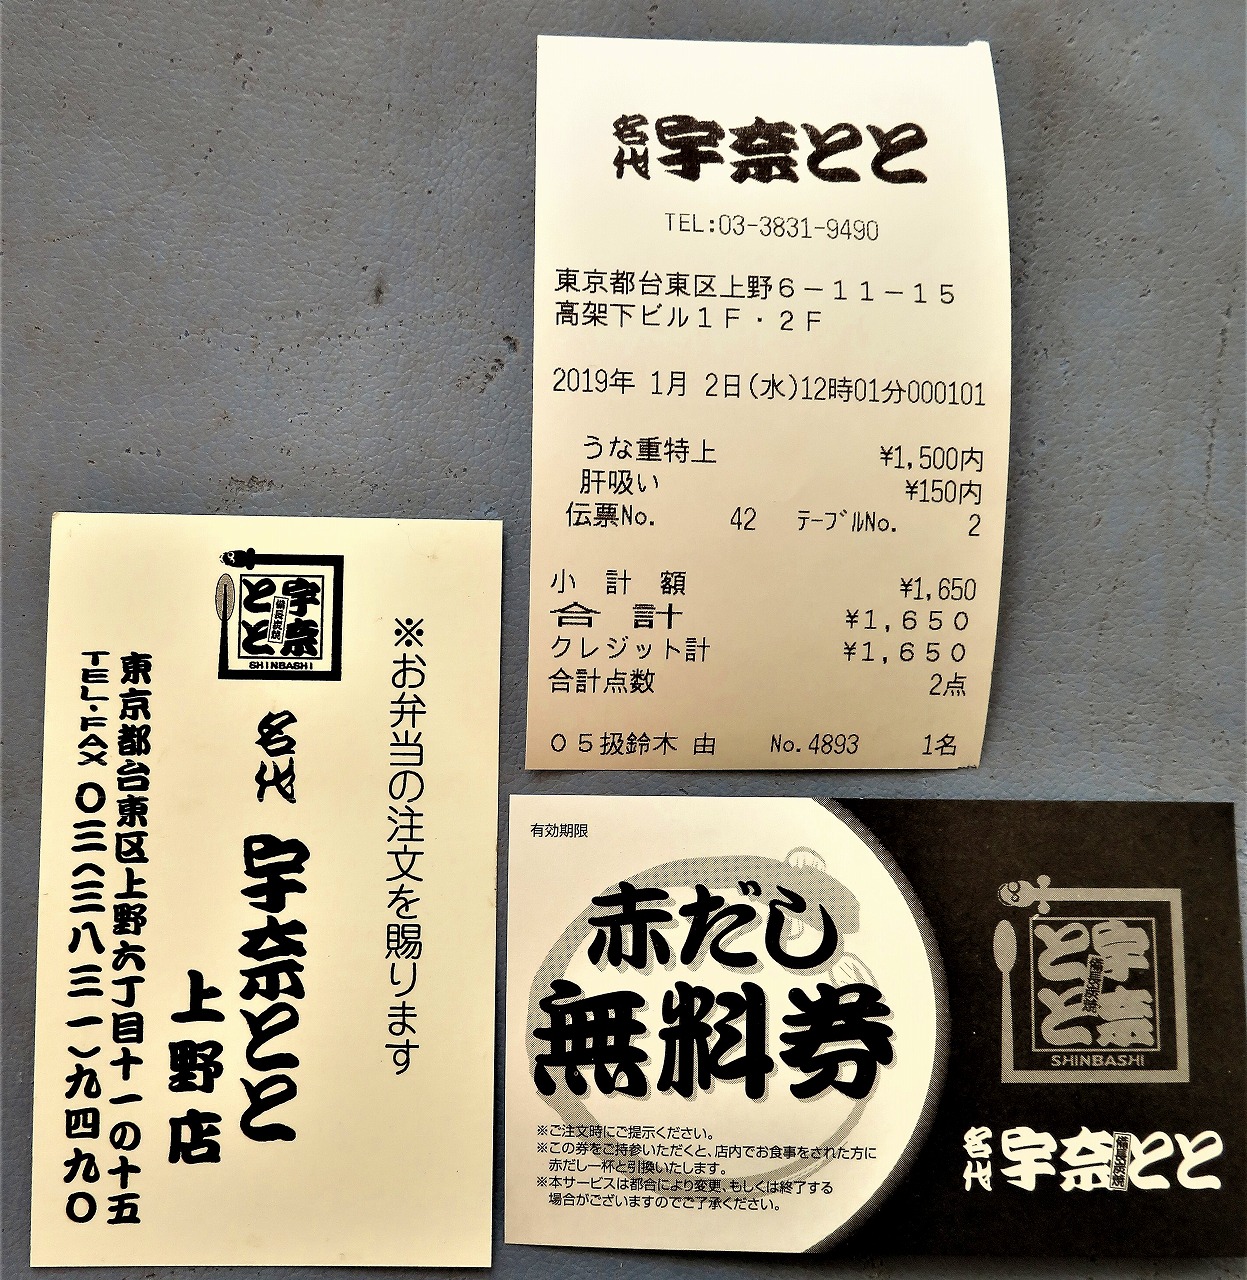 名代 宇奈とと
TEL:03-3831-9490
東京都台東区上野6-11-15
高架下ビル1F・2F
2019年 1月 2日(水)12時01分000101
うな重特上 ¥1,500内
肝吸い ¥150内
伝票No. 42 テーブルNo. 2
小計額 ¥1,650
合計 ¥1,650
クレジット計 ¥1,650
合計点数 2点
05扱鈴木 由 No.4893 1名
※お弁当の注文を賜ります
宇奈とと
備長炭焼
SHINBASHI
名代 宇奈とと
上野店
東京都台東区上野六丁目十一の十五
TEL・FAX 〇三(三八三一)九四九〇
有効期限
赤だし
無料券
※ご注文時にご提示ください。
※この券をご持参いただくと、店内でお食事をされた方に
赤だし一杯と引換いたします。
※本サービスは都合により変更、もしくは終了する
場合がございますのでご了承ください。
宇奈とと
備長炭焼
SHINBASHI
名代 宇奈とと
備長炭焼